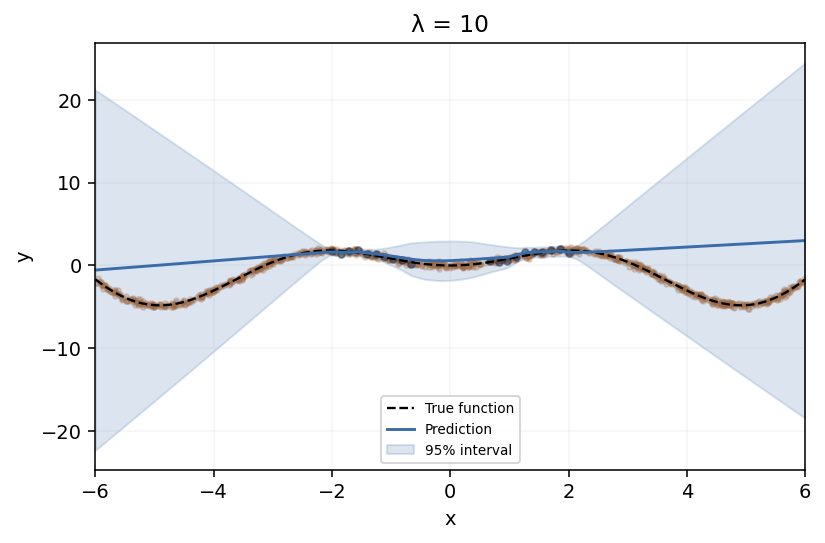 λ = 10
20
10
0
−10
−20
y
True function
Prediction
95% interval
−6 −4 −2 0 2 4 6
x